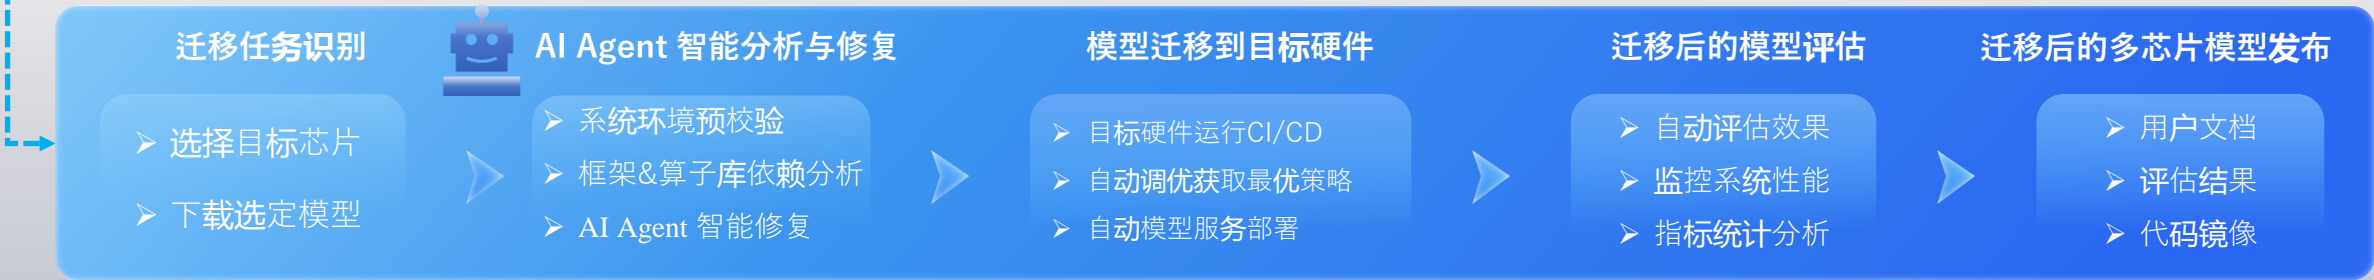 迁移任务识别
选择目标芯片
下载选定模型
AI Agent 智能分析与修复
系统环境预校验
框架&算子库依赖分析
AI Agent 智能修复
模型迁移到目标硬件
目标硬件运行CI/CD
自动调优获取最优策略
自动模型服务部署
迁移后的模型评估
自动评估效果
监控系统性能
指标统计分析
迁移后的多芯片模型发布
用户文档
评估结果
代码镜像